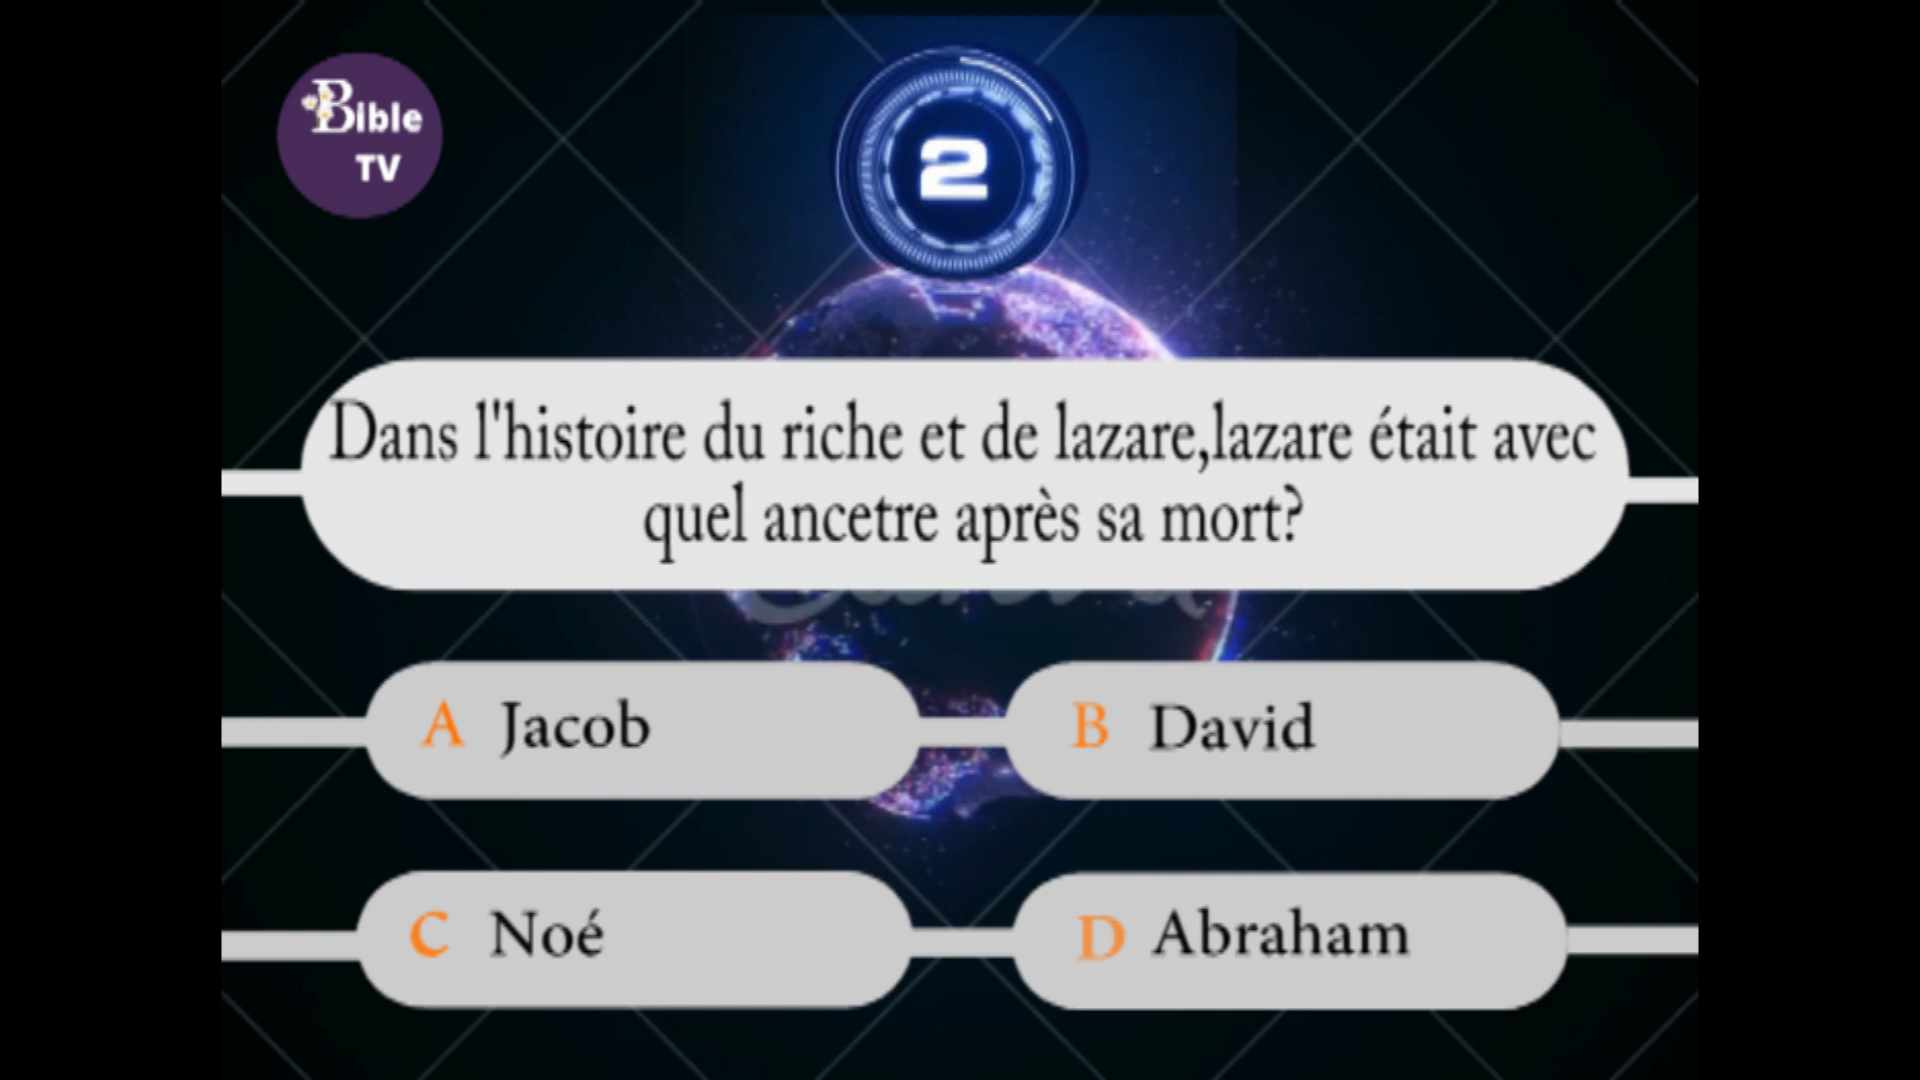 Bible
TV
2
Dans l'histoire du riche et de lazare,lazare était avec
quel ancetre après sa mort?
A Jacob
B David
C Noé
D Abraham